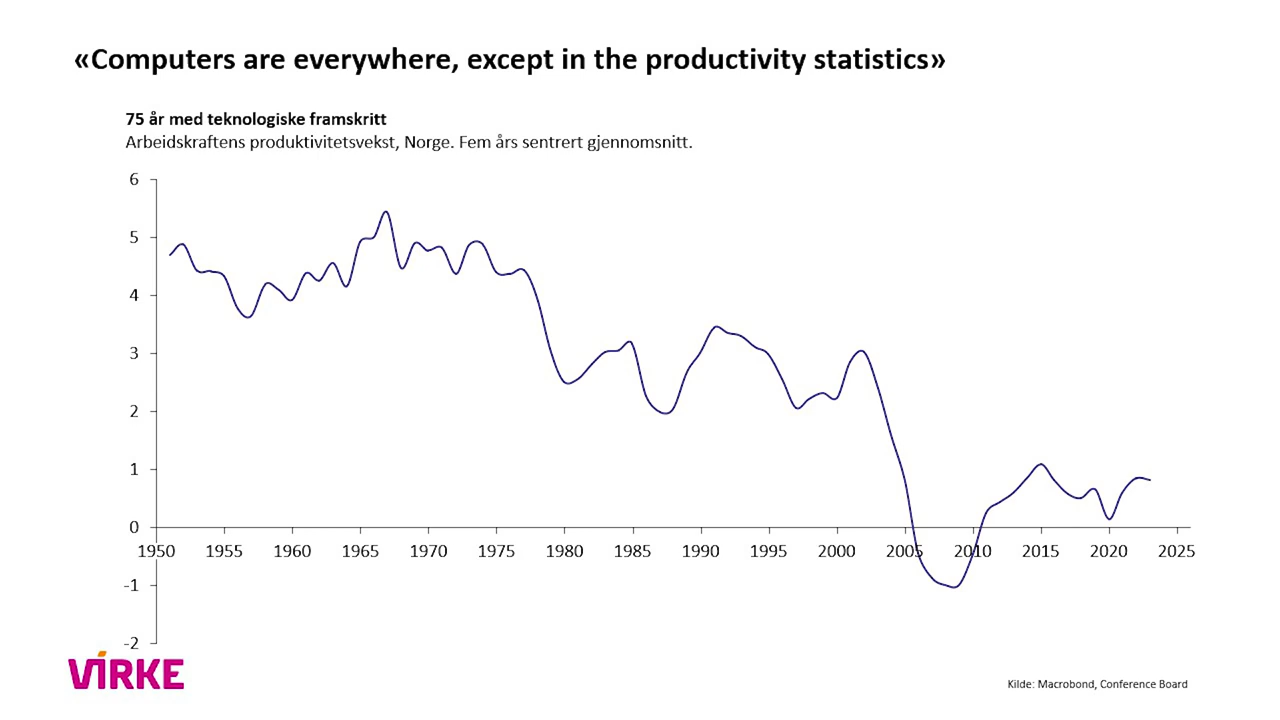 «Computers are everywhere, except in the productivity statistics»
75 år med teknologiske framskritt
Arbeidskraftens produktivitetsvekst, Norge. Fem års sentrert gjennomsnitt.
6
5
4
3
2
1
0
1950 1955 1960 1965 1970 1975 1980 1985 1990 1995 2000 2005 2010 2015 2020 2025
-1
-2
VIRKE
Kilde: Macrobond, Conference Board